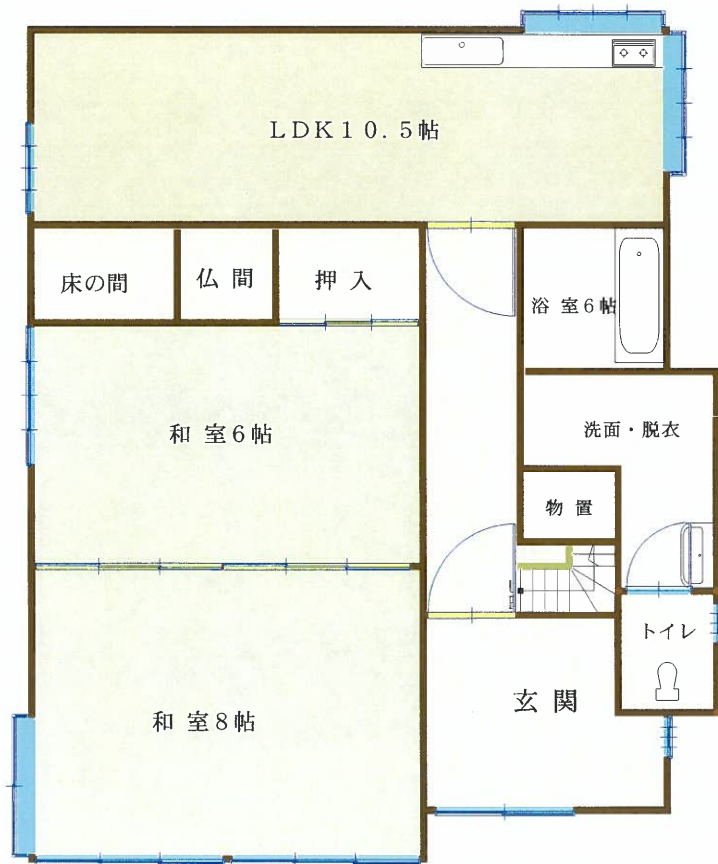 LDK10.5帖
床の間
仏間
押入
浴室6帖
和室6帖
洗面・脱衣
物置
トイレ
玄関
和室8帖